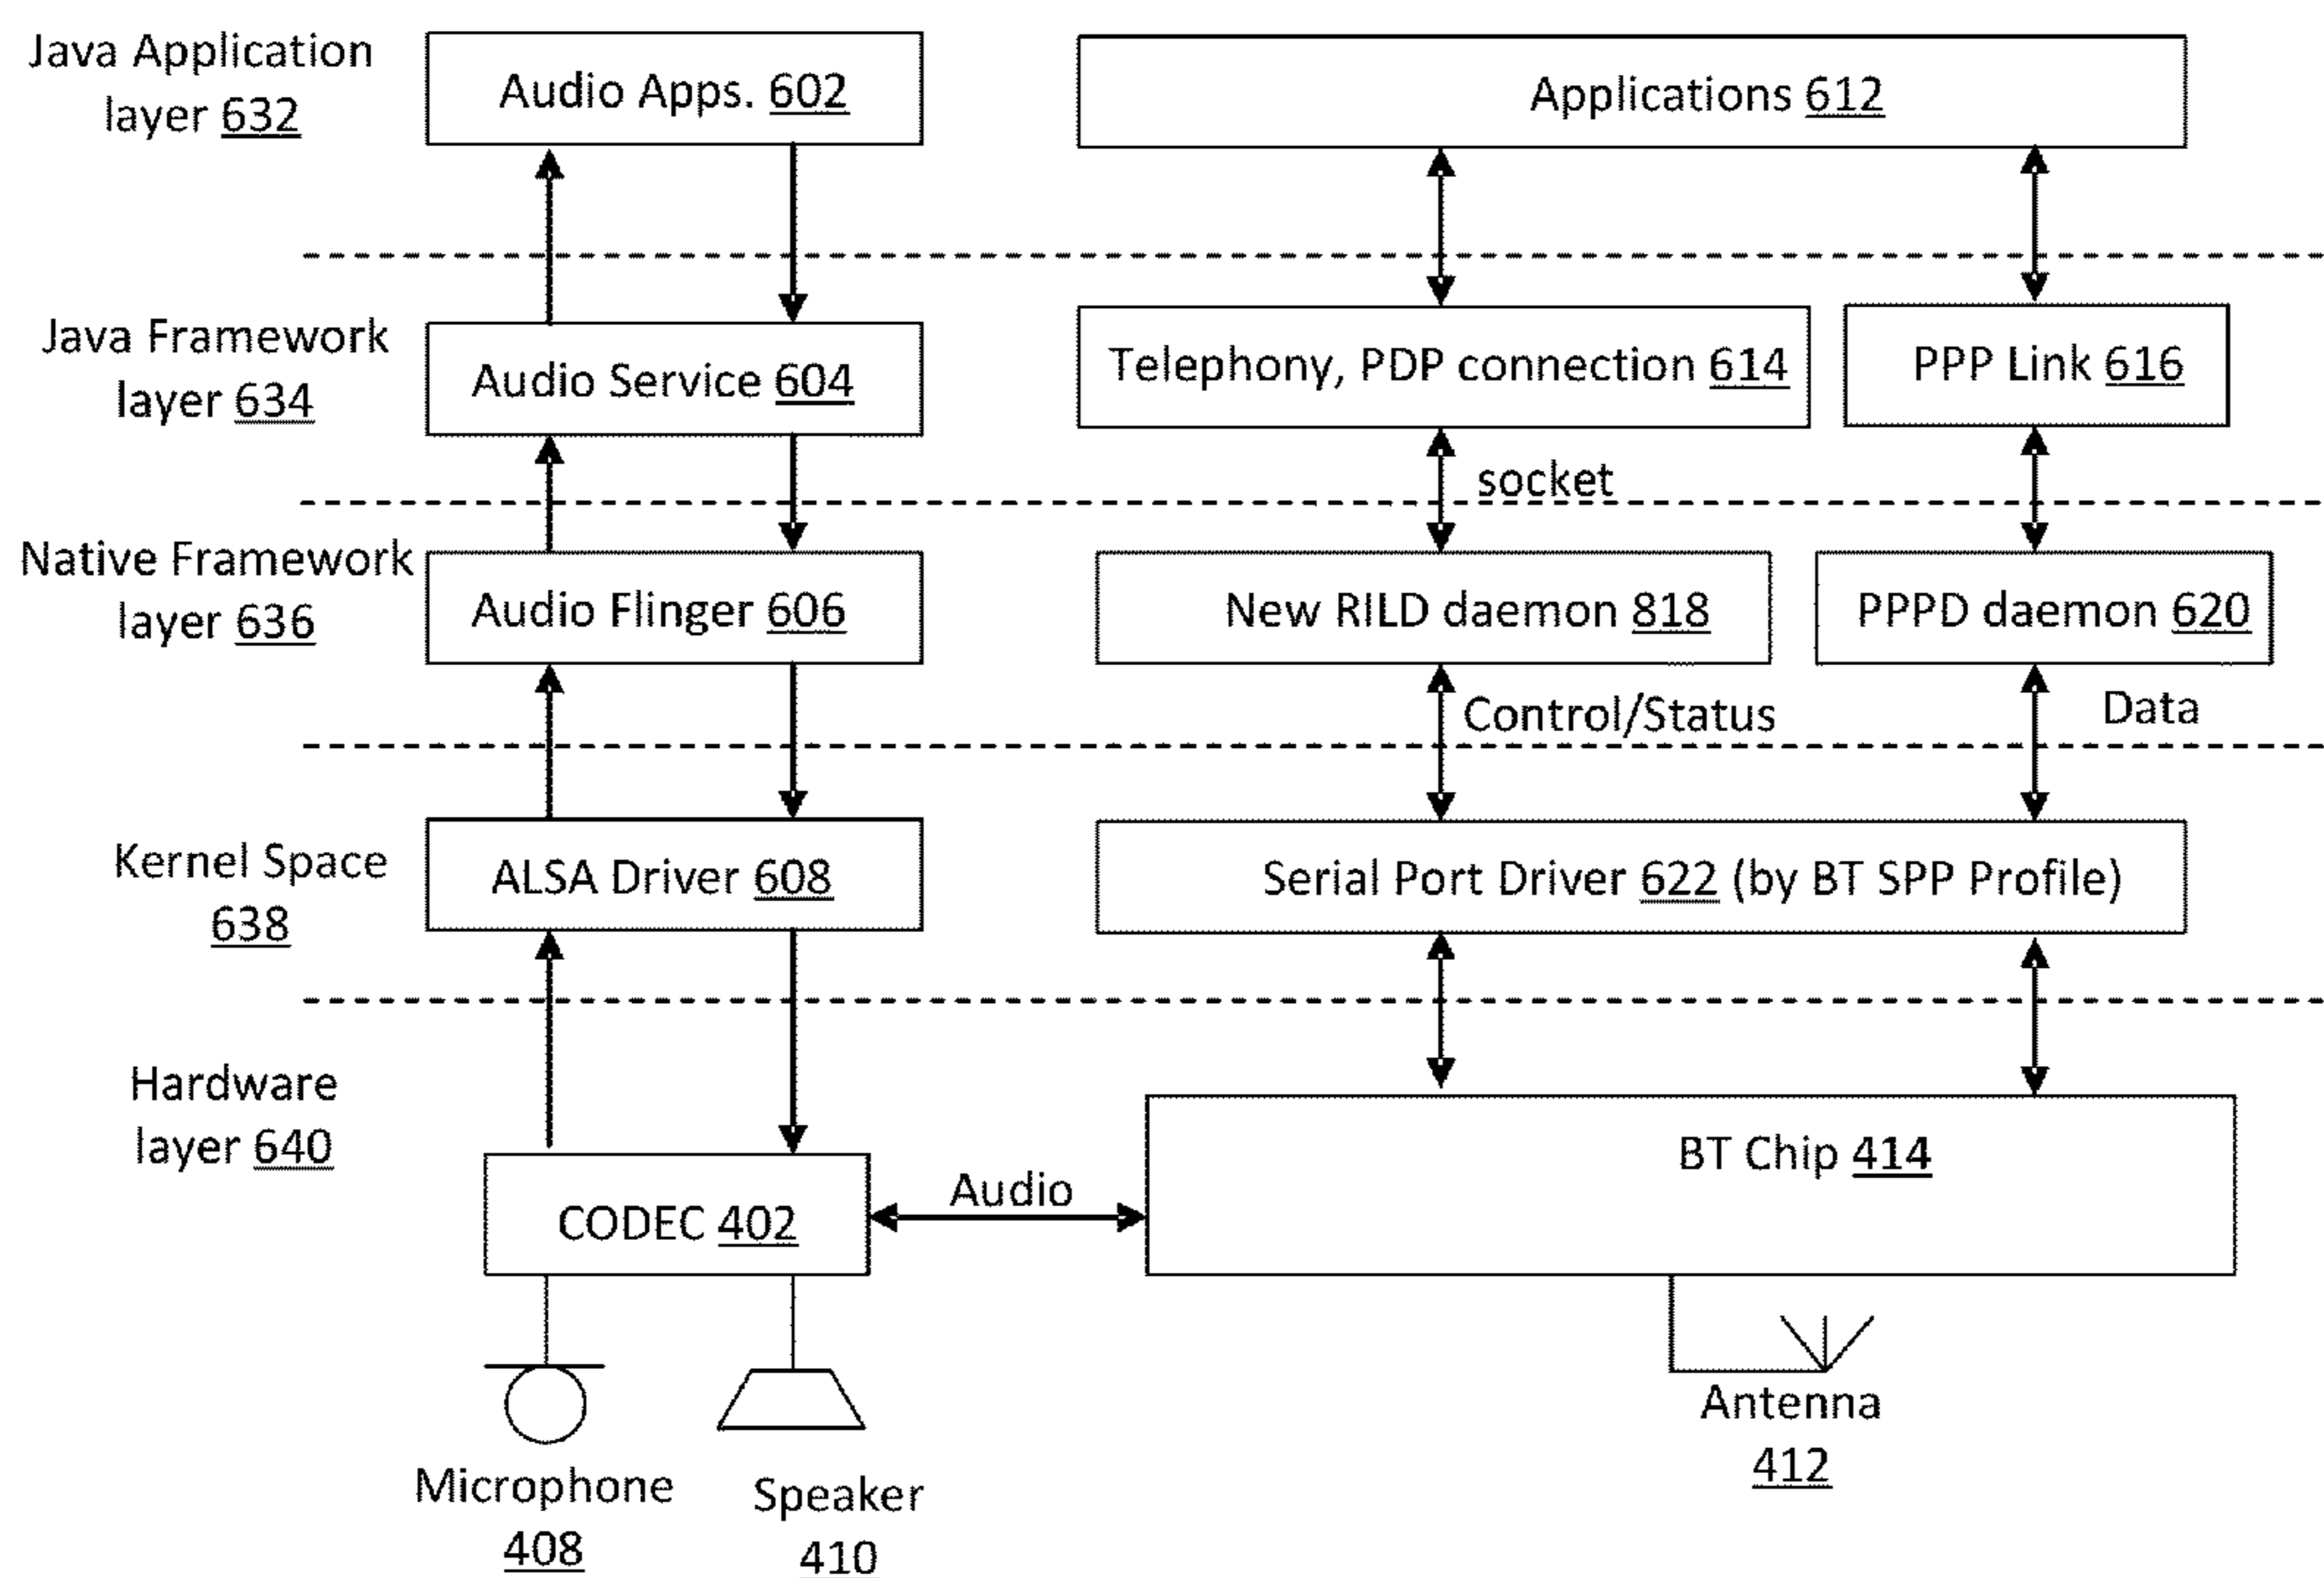 Java Application
layer 632
Audio Apps. 602
Applications 612
Java Framework
layer 634
Audio Service 604
Telephony, PDP connection 614
PPP Link 616
socket
Native Framework
layer 636
Audio Flinger 606
New RILD daemon 818
PPPD daemon 620
Control/Status
Data
Kernel Space
638
ALSA Driver 608
Serial Port Driver 622 (by BT SPP Profile)
Hardware
layer 640
CODEC 402
Audio
BT Chip 414
Microphone
408
Speaker
410
Antenna
412